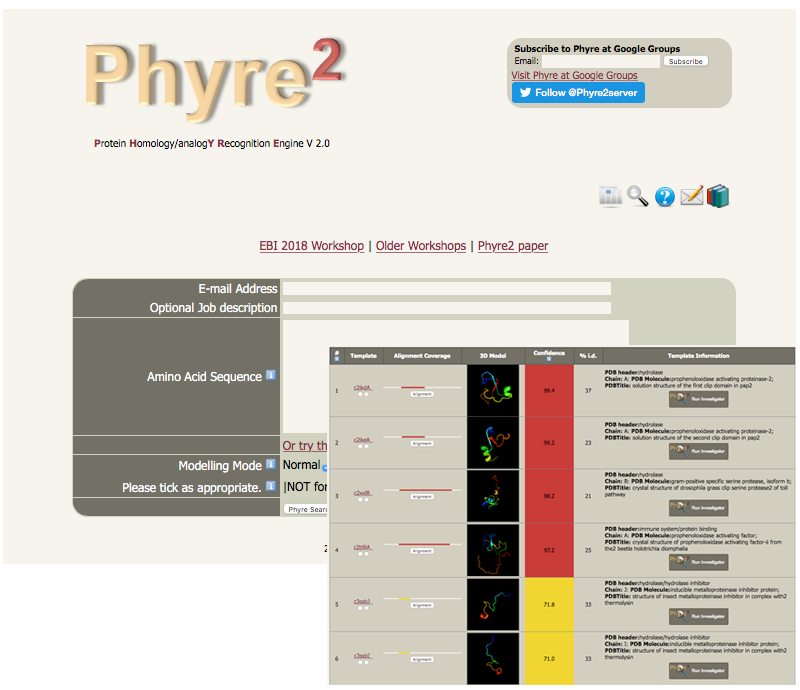 Phyre2
Protein Homology/analogY Recognition Engine V 2.0
Subscribe to Phyre at Google Groups
Email:
Subscribe
Visit Phyre at Google Groups
Follow @Phyre2server
EBI 2018 Workshop | Older Workshops | Phyre2 paper
E-mail Address
Optional Job description
Amino Acid Sequence
Or try th
Modelling Mode
Normal
Please tick as appropriate.
NOT for
Phyre Sear
# Template Alignment Coverage 3D Model Confidence % i.d. Template Information
1 Alignment 99.4 37
PDB header:hydrolase
Chain: A: PDB Molecule:prophenoloxidase activating proteinase-2;
PDBTitle: solution structure of the first clip domain in pap2
Run Investigator
2 Alignment 99.2 23
PDB header:hydrolase
Chain: A: PDB Molecule:prophenoloxidase activating proteinase-2;
PDBTitle: solution structure of the second clip domain in pap2
Run Investigator
3 Alignment 98.2 21
PDB header:hydrolase
Chain: B: PDB Molecule:gram-positive specific serine protease, isoform b;
PDBTitle: crystal structure of drosophila grass clip serine protease2 of toll
pathway
Run Investigator
4 Alignment 97.2 25
PDB header:immune system/protein binding
Chain: A: PDB Molecule:prophenoloxidase activating factor;
PDBTitle: crystal structure of prophenoloxidase activating factor-ii from
the2 beetle holotrichia diomphalia
Run Investigator
5 Alignment 71.8 33
PDB header:hydrolase/hydrolase inhibitor
Chain: J: PDB Molecule:inducible metalloproteinase inhibitor protein;
PDBTitle: structure of insect metalloproteinase inhibitor in complex with2
thermolysin
Run Investigator
6 Alignment 71.0 33
PDB header:hydrolase/hydrolase inhibitor
Chain: I: PDB Molecule:inducible metalloproteinase inhibitor protein;
PDBTitle: structure of insect metalloproteinase inhibitor in complex with2
thermolysin
Run Investigator